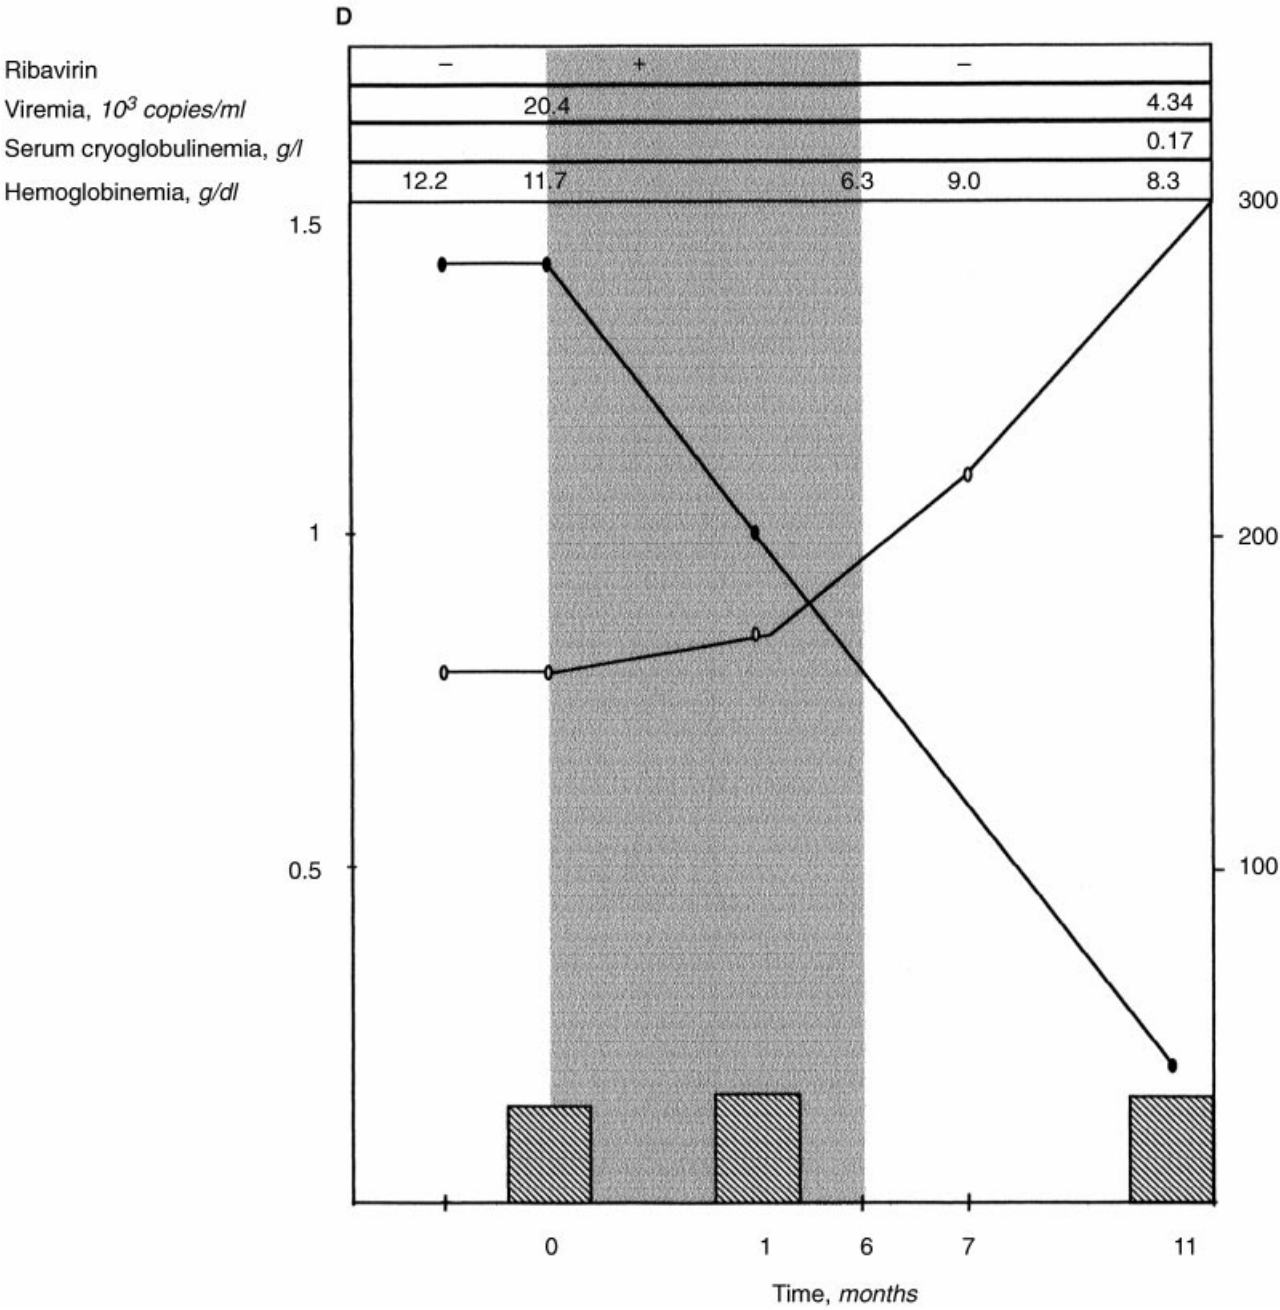 D
Ribavirin − + −
Viremia, 10³ copies/ml 20.4 4.34
Serum cryoglobulinemia, g/l 0.17
Hemoglobinemia, g/dl 12.2 11.7 6.3 9.0 8.3
1.5 300
1 200
0.5 100
0 1 6 7 11
Time, months